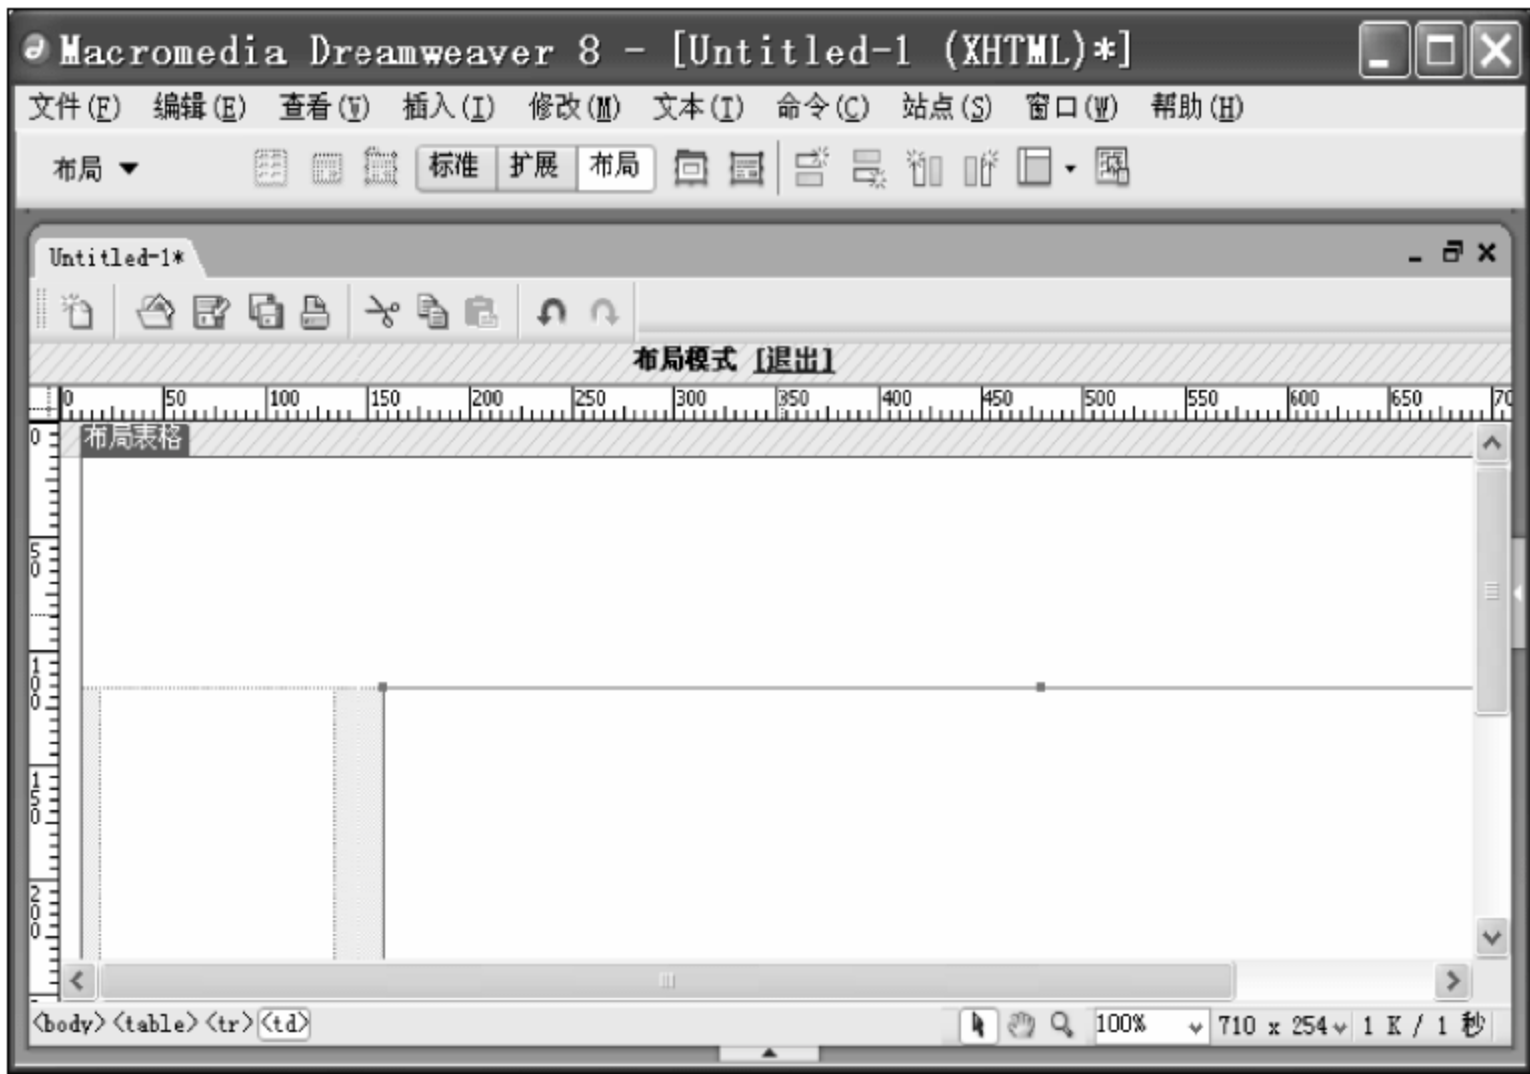 Macromedia Dreamweaver 8 - [Untitled-1 (XHTML)*]
文件(F) 编辑(E) 查看(V) 插入(I) 修改(M) 文本(T) 命令(C) 站点(S) 窗口(W) 帮助(H)
布局 标准 扩展 布局
Untitled-1*
布局模式 [退出]
0 50 100 150 200 250 300 350 400 450 500 550 600 650 70
0
布局表格
50
100
150
200
<body> <table> <tr> <td> 100% 710 x 254 1 K / 1 秒